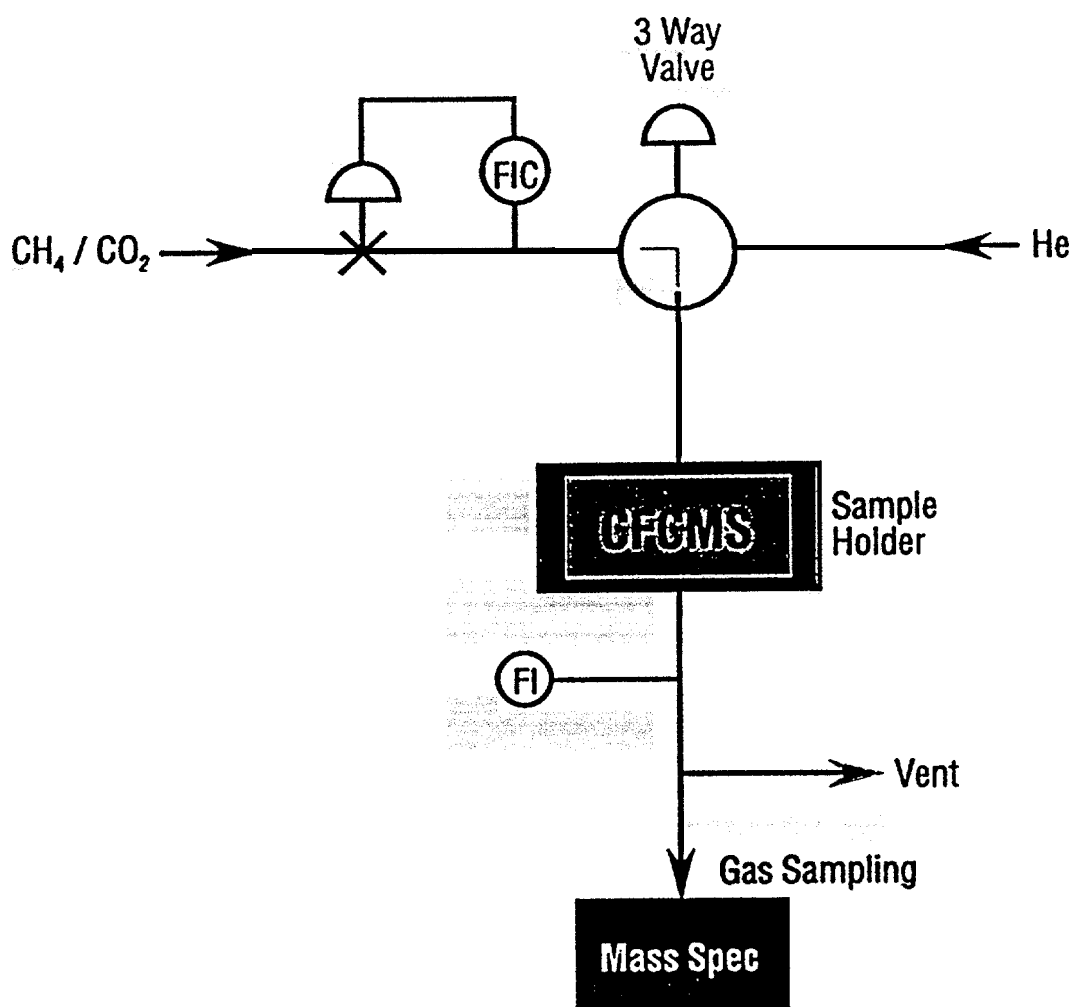 3 Way
Valve
FIC
CH₄ / CO₂
He
CFCMS
Sample
Holder
FI
Vent
Gas Sampling
Mass Spec